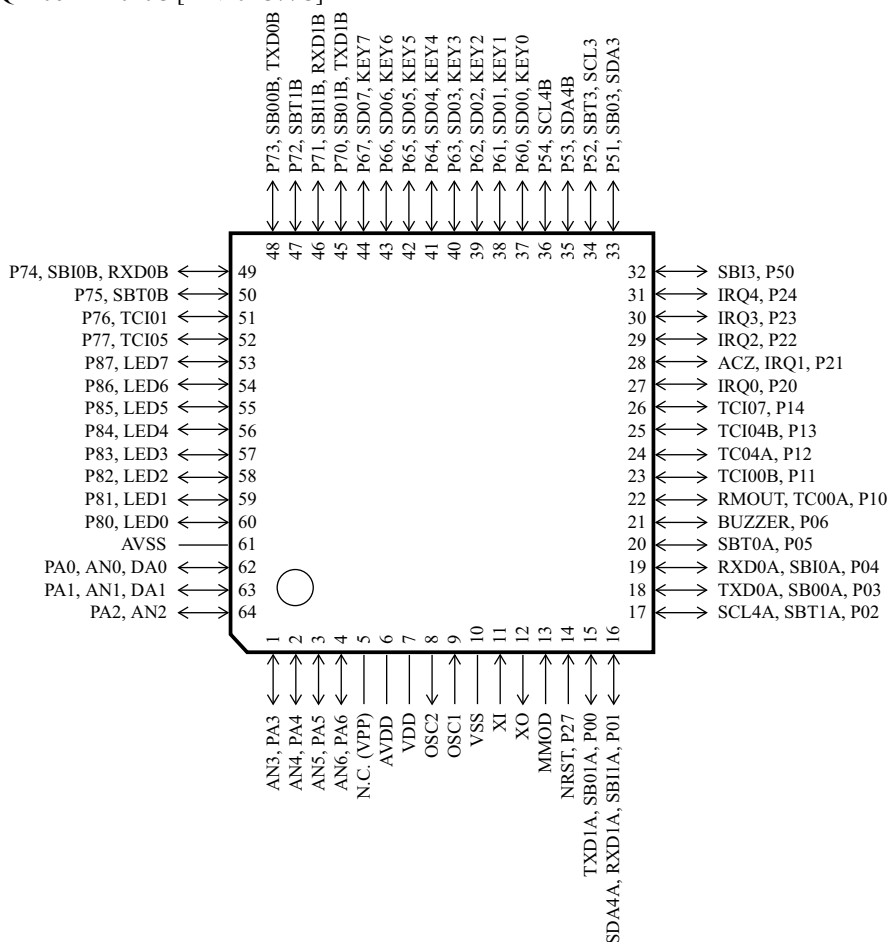 P73, SB00B, TXD0B
P72, SBT1B
P71, SBI1B, RXD1B
P70, SB01B, TXD1B
P67, SD07, KEY7
P66, SD06, KEY6
P65, SD05, KEY5
P64, SD04, KEY4
P63, SD03, KEY3
P62, SD02, KEY2
P61, SD01, KEY1
P60, SD00, KEY0
P54, SCL4B
P53, SDA4B
P52, SBT3, SCL3
P51, SB03, SDA3
48 47 46 45 44 43 42 41 40 39 38 37 36 35 34 33
P74, SBI0B, RXD0B 49 32 SBI3, P50
P75, SBT0B 50 31 IRQ4, P24
P76, TCI01 51 30 IRQ3, P23
P77, TCI05 52 29 IRQ2, P22
P87, LED7 53 28 ACZ, IRQ1, P21
P86, LED6 54 27 IRQ0, P20
P85, LED5 55 26 TCI07, P14
P84, LED4 56 25 TCI04B, P13
P83, LED3 57 24 TC04A, P12
P82, LED2 58 23 TCI00B, P11
P81, LED1 59 22 RMOUT, TC00A, P10
P80, LED0 60 21 BUZZER, P06
AVSS 61 20 SBT0A, P05
PA0, AN0, DA0 62 19 RXD0A, SBI0A, P04
PA1, AN1, DA1 63 18 TXD0A, SB00A, P03
PA2, AN2 64 17 SCL4A, SBT1A, P02
1 2 3 4 5 6 7 8 9 10 11 12 13 14 15 16
AN3, PA3
AN4, PA4
AN5, PA5
AN6, PA6
N.C. (VPP)
AVDD
VDD
OSC2
OSC1
VSS
XI
XO
MMOD
NRST, P27
TXD1A, SB01A, P00
SDA4A, RXD1A, SBI1A, P01